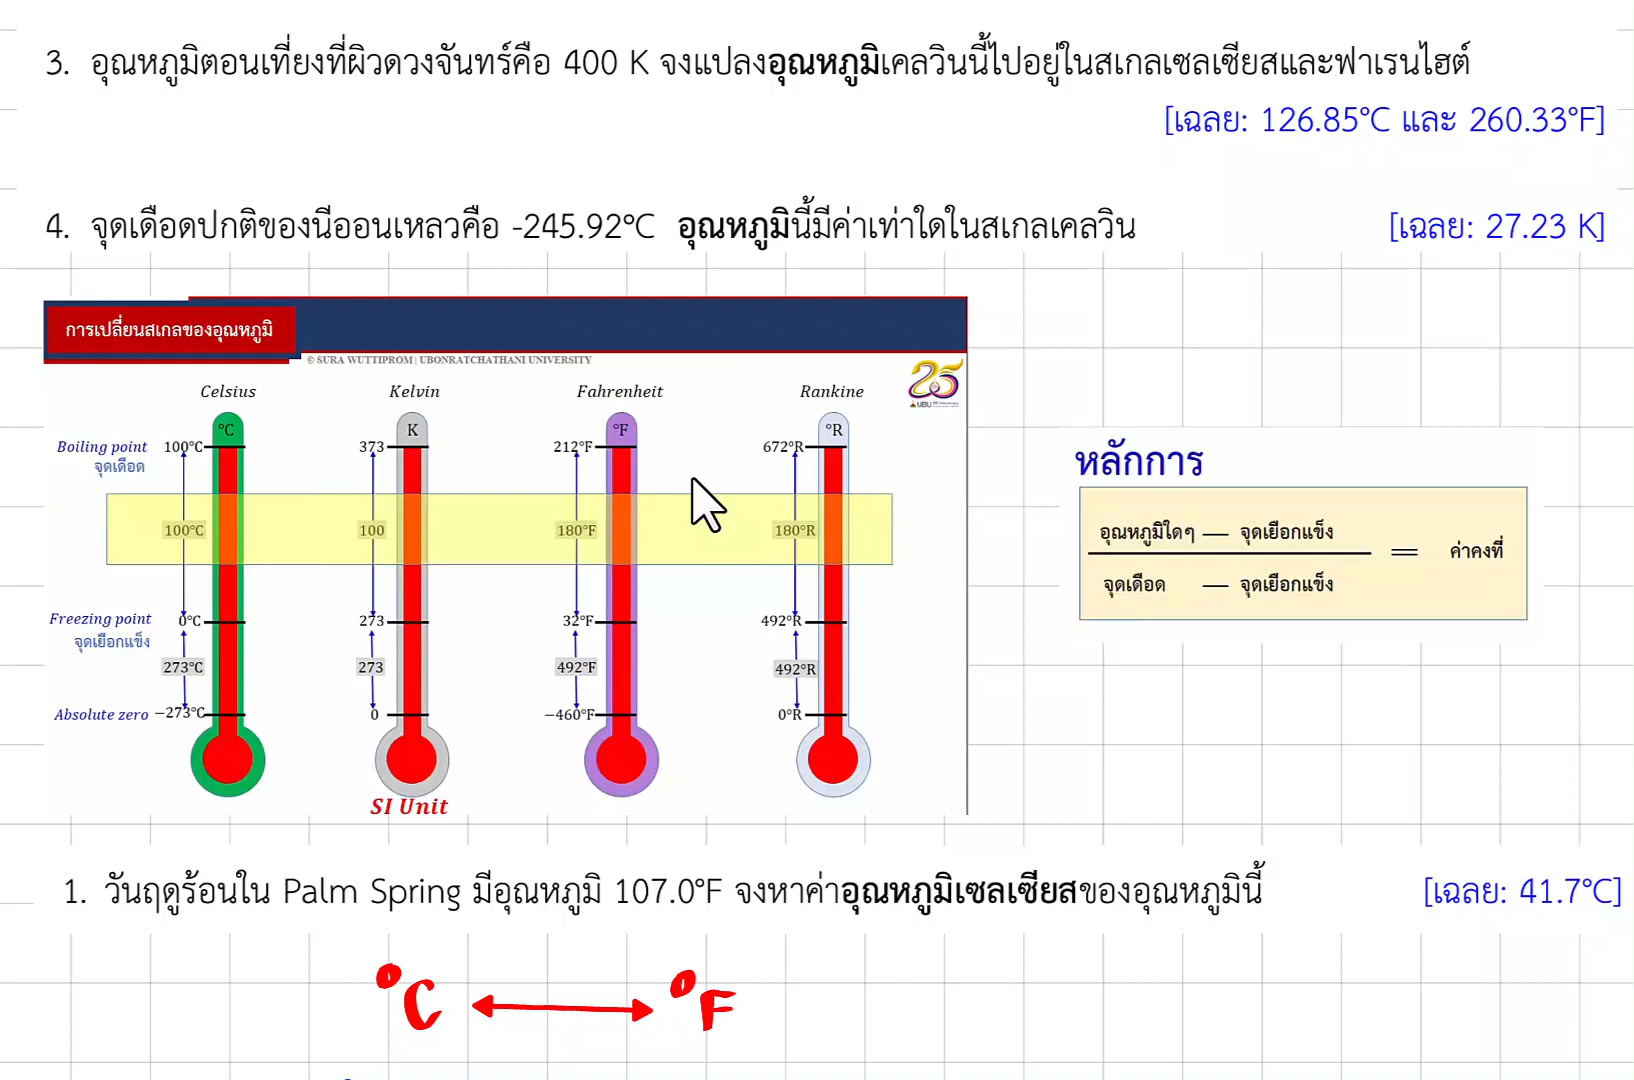 3. อุณหภูมิตอนเที่ยงที่ผิวดวงจันทร์คือ 400 K จงแปลงอุณหภูมิเคลวินนี้ไปอยู่ในสเกลเซลเซียสและฟาเรนไฮต์
[เฉลย: 126.85°C และ 260.33°F]
4. จุดเดือดปกติของนีออนเหลวคือ -245.92°C อุณหภูมินี้มีค่าเท่าใดในสเกลเคลวิน [เฉลย: 27.23 K]
การเปลี่ยนสเกลของอุณหภูมิ
© SURA WUTTIPROM | UBONRATCHATHANI UNIVERSITY
25
UBU
Celsius Kelvin Fahrenheit Rankine
°C K °F °R
Boiling point 100°C 373 212°F 672°R
จุดเดือด
100°C 100 180°F 180°R
Freezing point 0°C 273 32°F 492°R
จุดเยือกแข็ง
273°C 273 492°F 492°R
Absolute zero −273°C 0 −460°F 0°R
SI Unit
หลักการ
อุณหภูมิใดๆ — จุดเยือกแข็ง
= ค่าคงที่
จุดเดือด — จุดเยือกแข็ง
1. วันฤดูร้อนใน Palm Spring มีอุณหภูมิ 107.0°F จงหาค่าอุณหภูมิเซลเซียสของอุณหภูมินี้ [เฉลย: 41.7°C]
°C ↔ °F